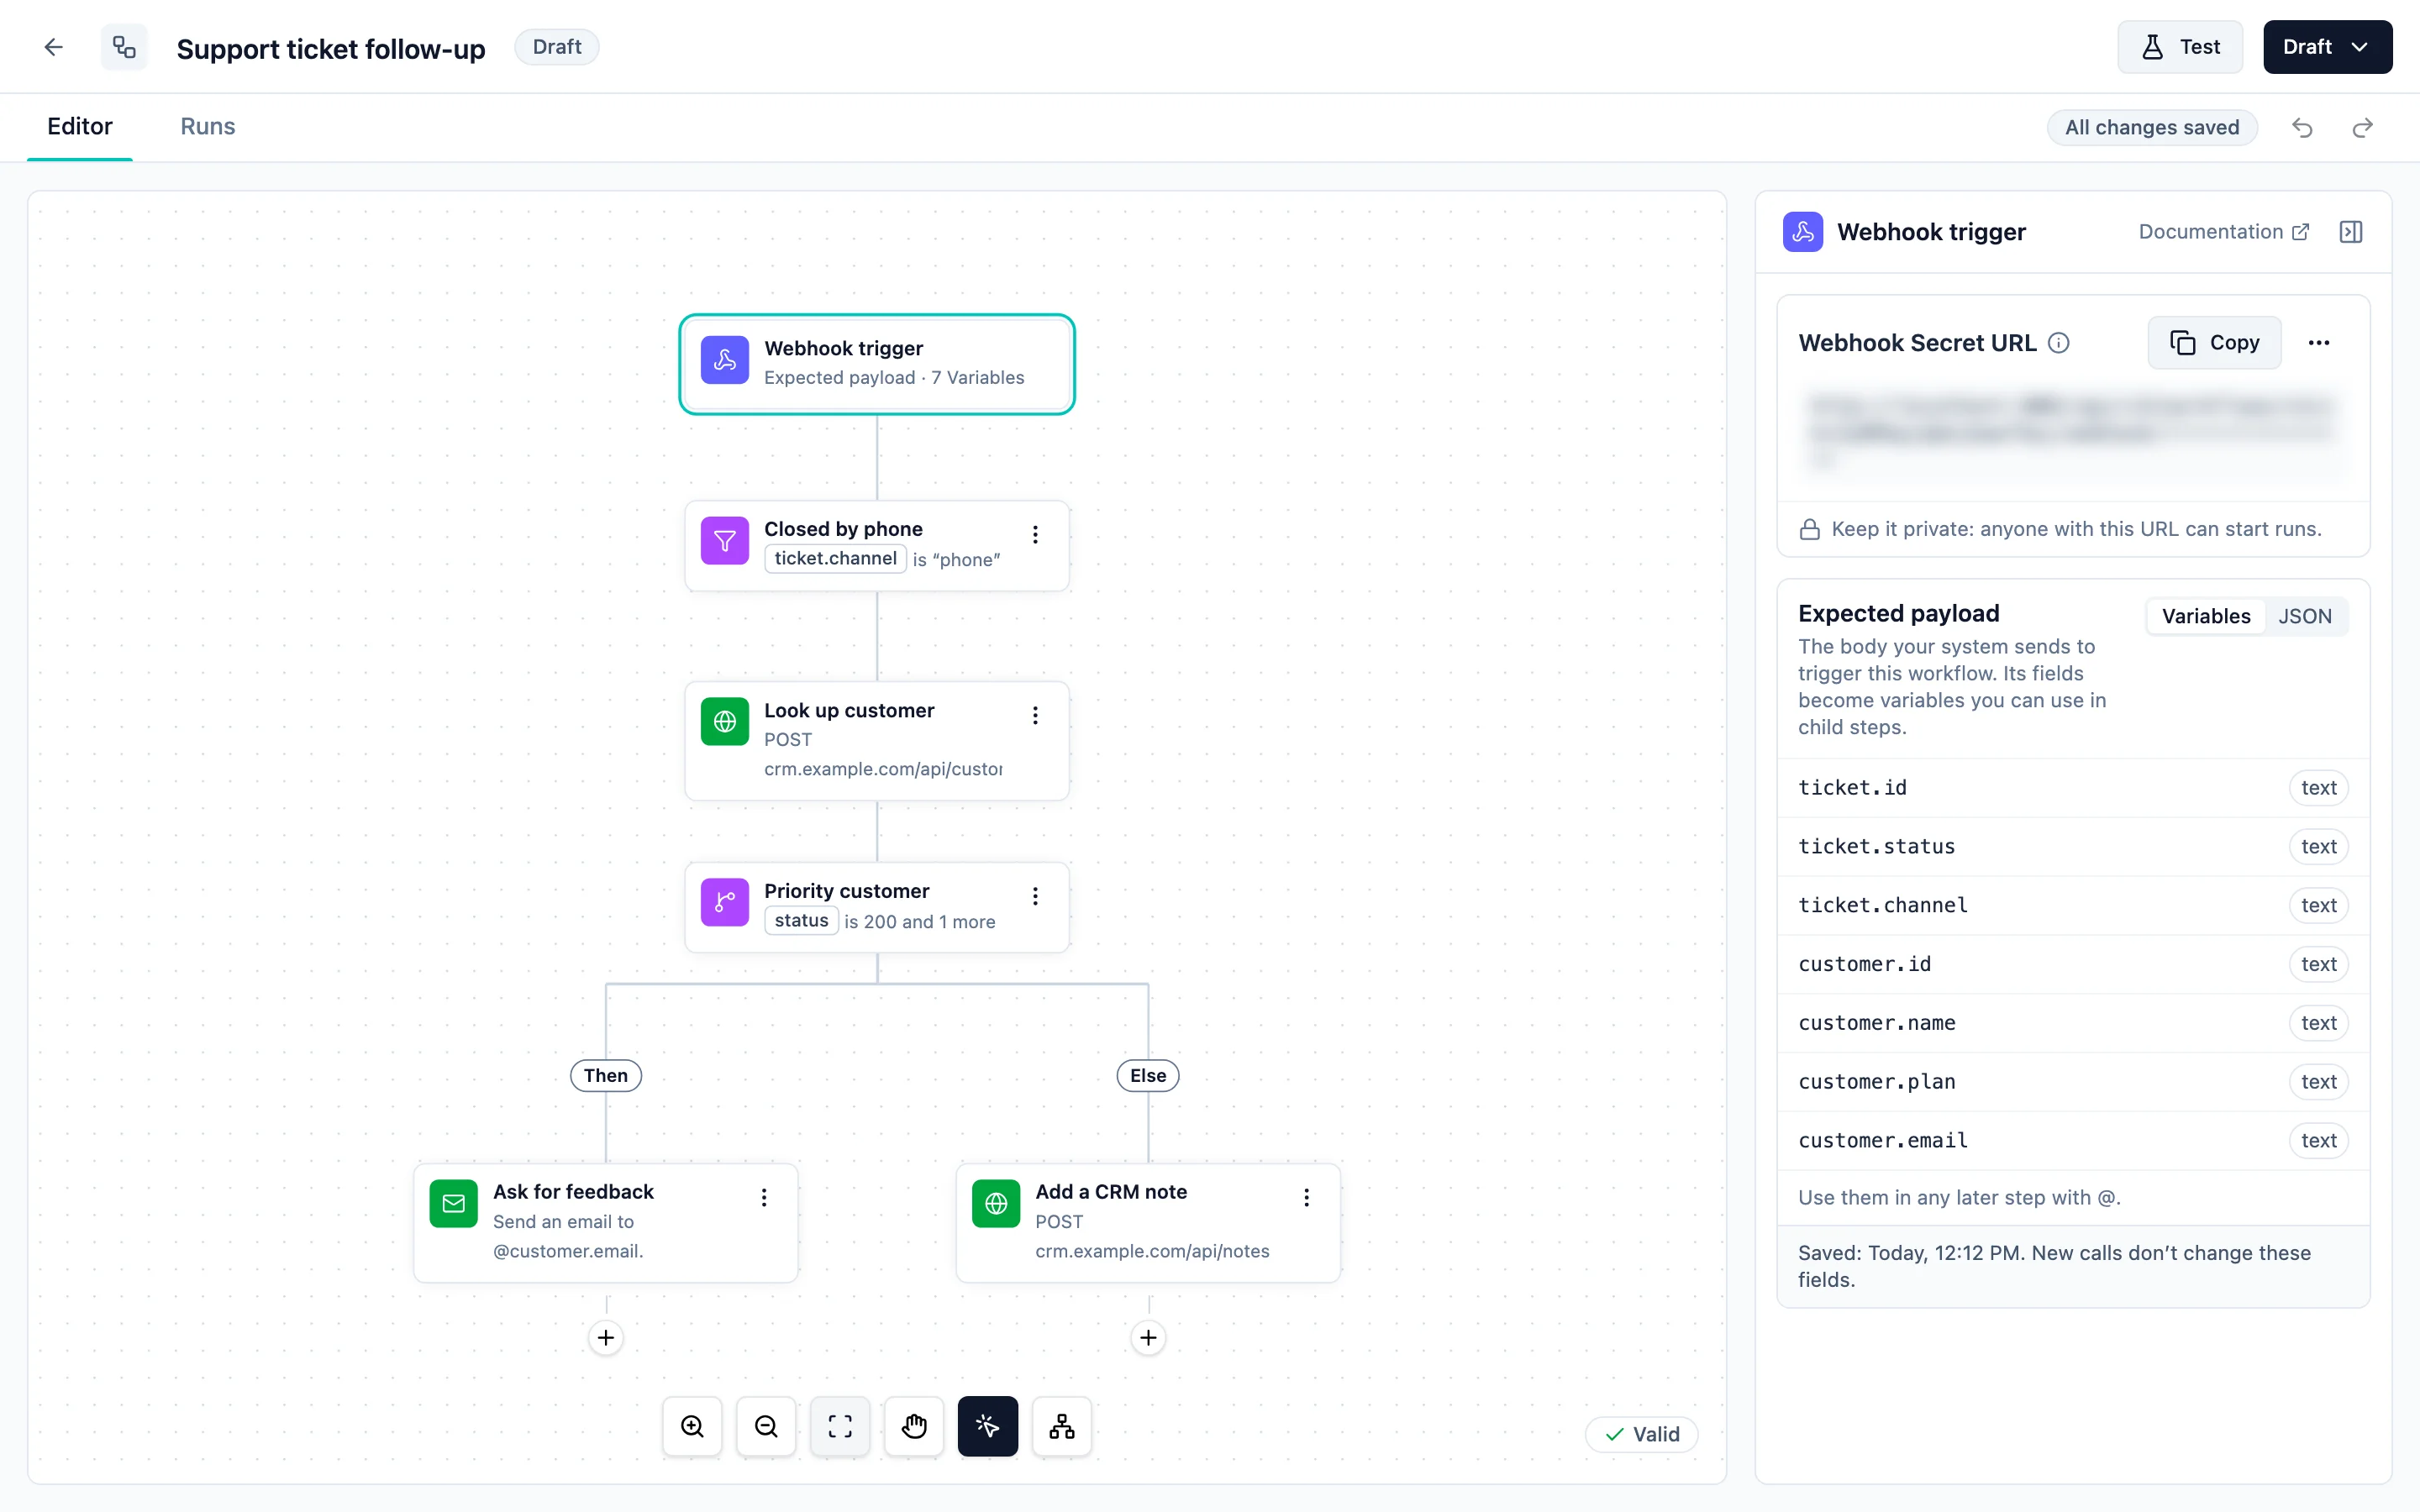 Support ticket follow-up
Draft
Test
Draft
Editor
Runs
All changes saved
Webhook trigger
Expected payload · 7 Variables
Closed by phone
ticket.channel is “phone”
Look up customer
POST
crm.example.com/api/custor
Priority customer
status is 200 and 1 more
Then
Else
Ask for feedback
Send an email to
@customer.email.
Add a CRM note
POST
crm.example.com/api/notes
Valid
Webhook trigger
Documentation
Webhook Secret URL
Copy
Keep it private: anyone with this URL can start runs.
Expected payload
Variables
JSON
The body your system sends to
trigger this workflow. Its fields
become variables you can use in
child steps.
ticket.id text
ticket.status text
ticket.channel text
customer.id text
customer.name text
customer.plan text
customer.email text
Use them in any later step with @.
Saved: Today, 12:12 PM. New calls don’t change these
fields.